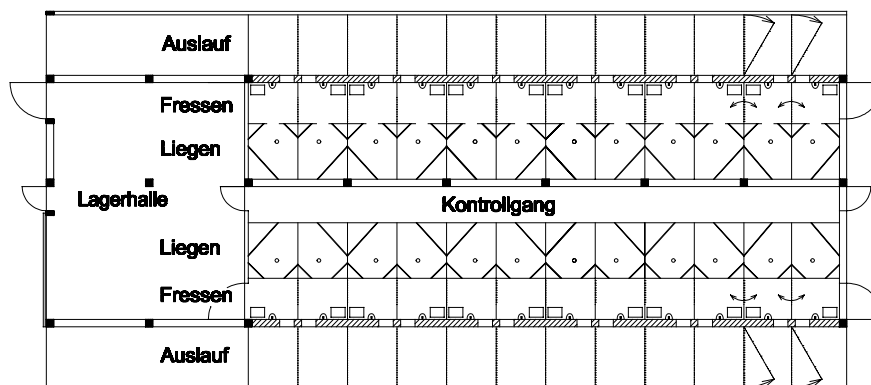 Auslauf
Fressen
Liegen
Lagerhalle
Kontrollgang
Liegen
Fressen
Auslauf